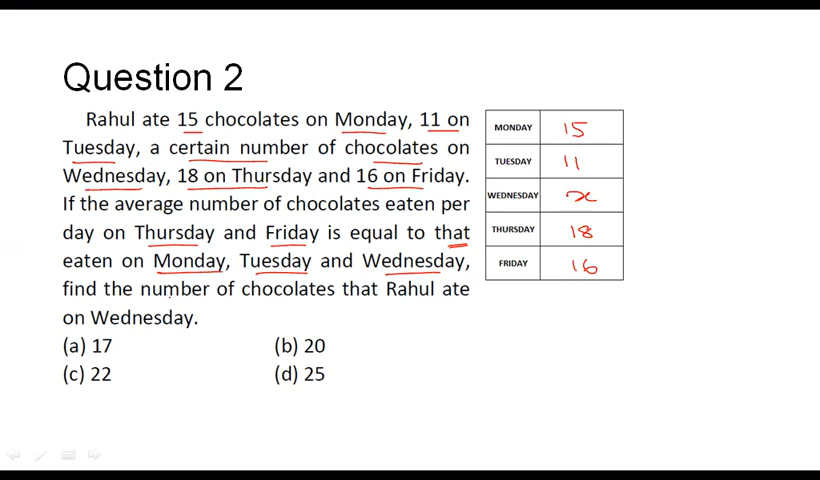 Question 2
Rahul ate 15 chocolates on Monday, 11 on
Tuesday, a certain number of chocolates on
Wednesday, 18 on Thursday and 16 on Friday.
If the average number of chocolates eaten per
day on Thursday and Friday is equal to that
eaten on Monday, Tuesday and Wednesday,
find the number of chocolates that Rahul ate
on Wednesday.
(a) 17 (b) 20
(c) 22 (d) 25
MONDAY 15
TUESDAY 11
WEDNESDAY x
THURSDAY 18
FRIDAY 16